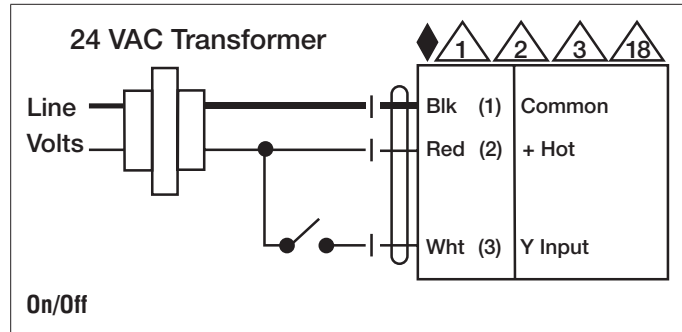 24 VAC Transformer
1 2 3 18
Line
Volts
Blk (1) Common
Red (2) + Hot
Wht (3) Y Input
On/Off